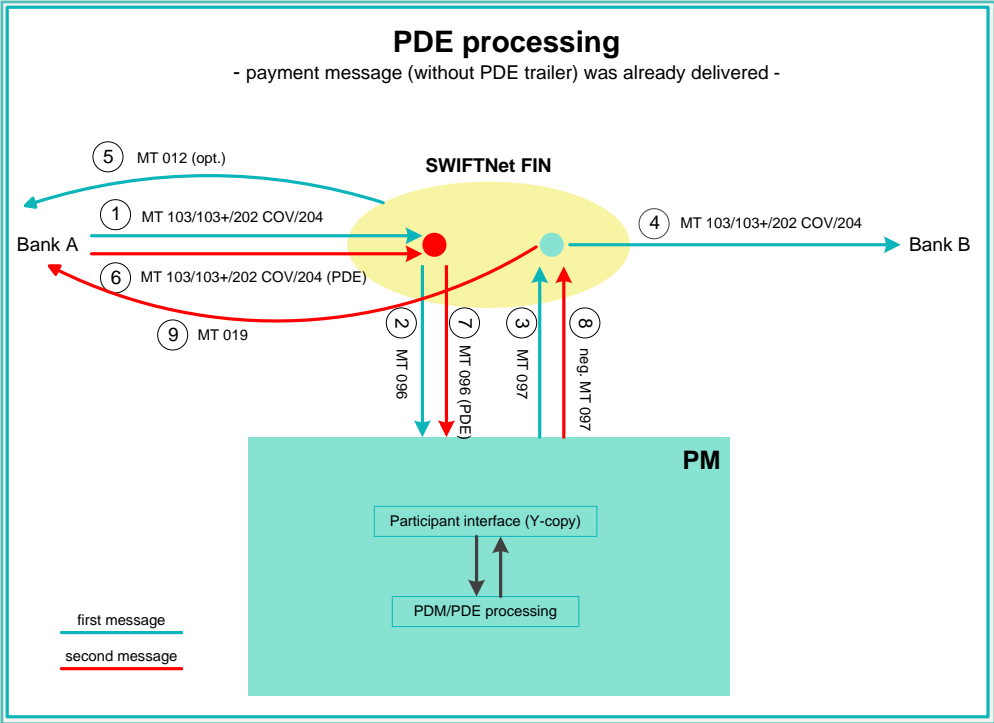 PDE processing
- payment message (without PDE trailer) was already delivered -
5 MT 012 (opt.)
SWIFTNet FIN
1 MT 103/103+/202 COV/204
4 MT 103/103+/202 COV/204
Bank A
Bank B
6 MT 103/103+/202 COV/204 (PDE)
9 MT 019
2 MT 096
7 MT 096 (PDE)
3 MT 097
8 neg. MT 097
PM
Participant interface (Y-copy)
PDM/PDE processing
first message
second message